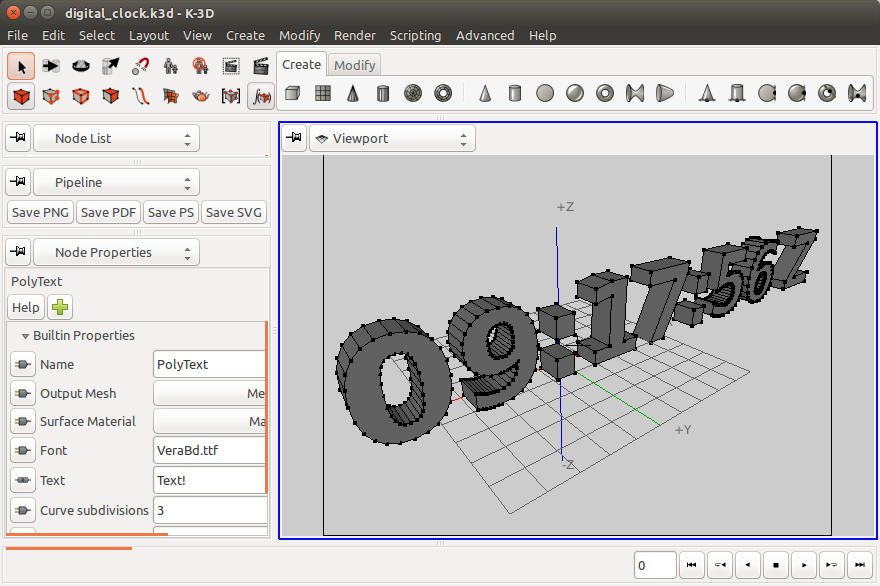 digital_clock.k3d - K-3D
File Edit Select Layout View Create Modify Render Scripting Advanced Help
Create Modify
Node List
Viewport
Pipeline
Save PNG Save PDF Save PS Save SVG
Node Properties
PolyText
Help
Builtin Properties
Name PolyText
Output Mesh Me
Surface Material Ma
Font VeraBd.ttf
Text Text!
Curve subdivisions 3
+Z
09:17:56Z
+Y
-Z
0